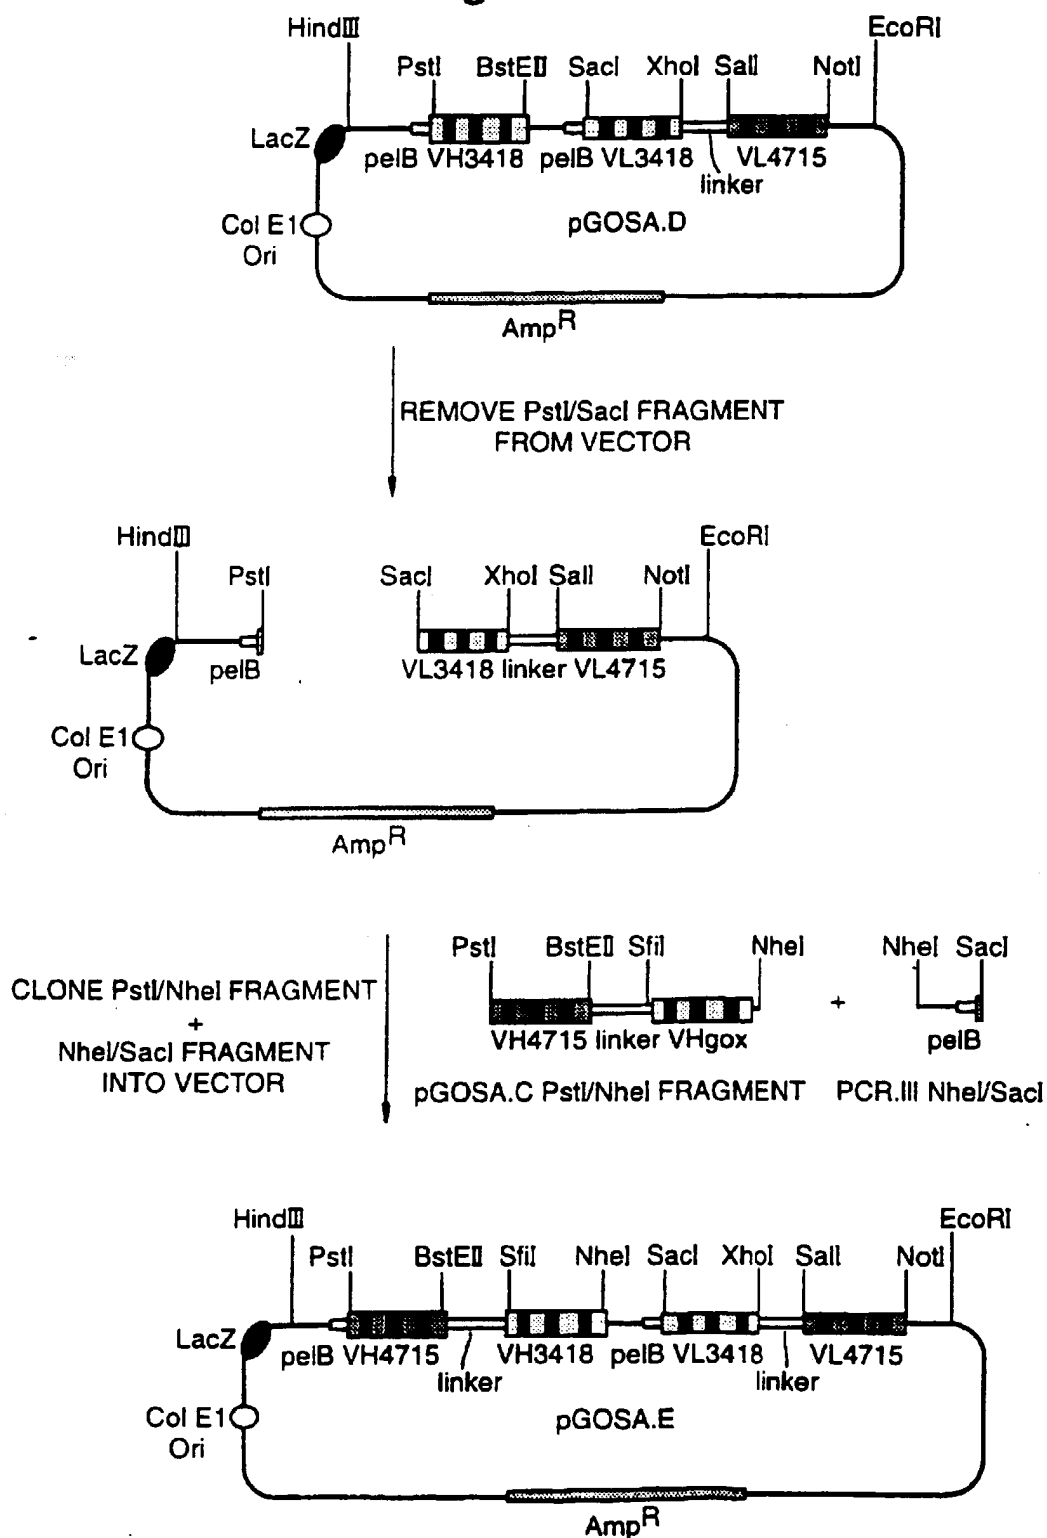 HindIII EcoRI
PstI BstEII SacI XhoI SalI NotI
LacZ
pelB VH3418 pelB VL3418 VL4715
linker
Col E1
Ori
pGOSA.D
AmpR
REMOVE PstI/SacI FRAGMENT
FROM VECTOR
HindIII EcoRI
PstI SacI XhoI SalI NotI
LacZ
pelB VL3418 linker VL4715
Col E1
Ori
AmpR
CLONE PstI/NheI FRAGMENT
+
NheI/SacI FRAGMENT
INTO VECTOR
PstI BstEII SfiI NheI NheI SacI
+
VH4715 linker VHgox pelB
pGOSA.C PstI/NheI FRAGMENT PCR.III NheI/SacI
HindIII EcoRI
PstI BstEII SfiI NheI SacI XhoI SalI NotI
LacZ
pelB VH4715 VH3418 pelB VL3418 VL4715
linker linker
Col E1
Ori
pGOSA.E
AmpR